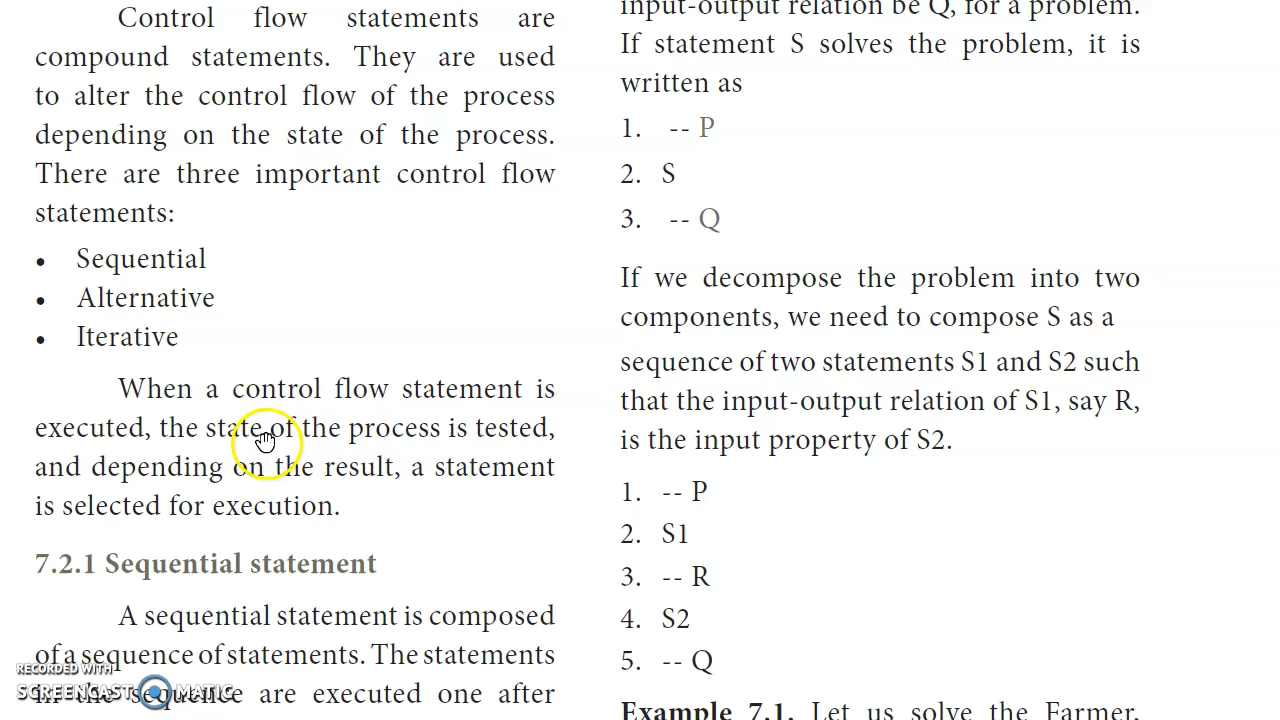 Control flow statements are
compound statements. They are used
to alter the control flow of the process
depending on the state of the process.
There are three important control flow
statements:
• Sequential
• Alternative
• Iterative
When a control flow statement is
executed, the state of the process is tested,
and depending on the result, a statement
is selected for execution.
7.2.1 Sequential statement
A sequential statement is composed
of a sequence of statements. The statements
in the sequence are executed one after
RECORDED WITH
SCREENCAST MATIC
input-output relation be Q, for a problem.
If statement S solves the problem, it is
written as
1. -- P
2. S
3. -- Q
If we decompose the problem into two
components, we need to compose S as a
sequence of two statements S1 and S2 such
that the input-output relation of S1, say R,
is the input property of S2.
1. -- P
2. S1
3. -- R
4. S2
5. -- Q
Example 7.1. Let us solve the Farmer,